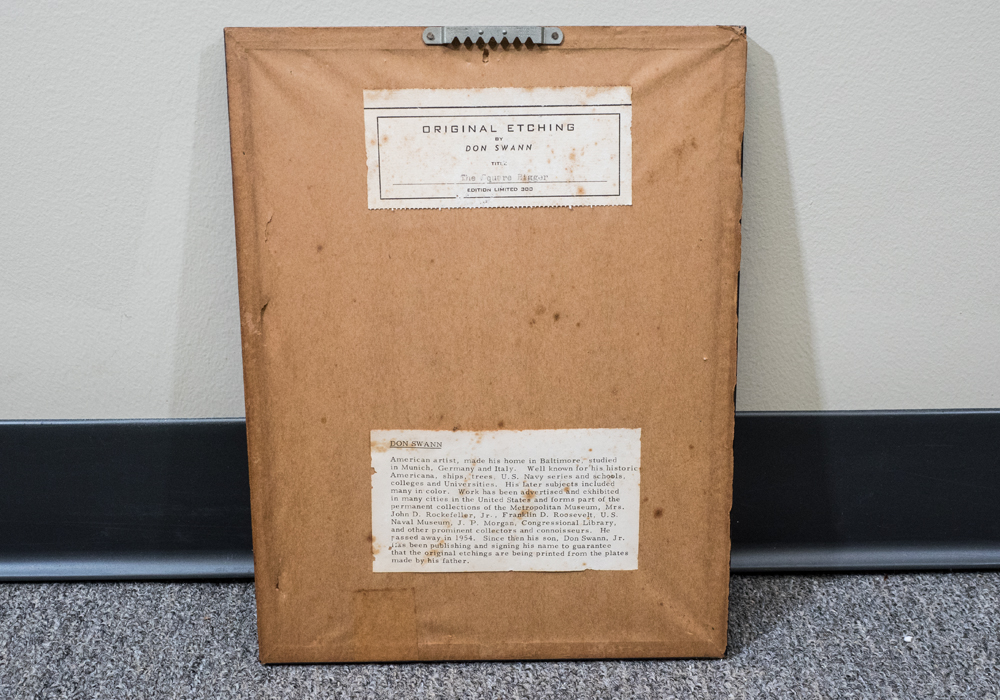 ORIGINAL ETCHING
BY
DON SWANN
TITLE
The Square Rigger
EDITION LIMITED 300
DON SWANN
American artist, made his home in Baltimore, studied
in Munich, Germany and Italy. Well known for his historic
Americana, ships, trees, U.S. Navy series and schools,
colleges and Universities. His later subjects included
many in color. Work has been advertised and exhibited
in many cities in the United States and forms part of the
permanent collections of the Metropolitan Museum, Mrs.
John D. Rockefeller, Jr., Franklin D. Roosevelt, U.S.
Naval Museum, J. P. Morgan, Congressional Library,
and other prominent collectors and connoisseurs. He
passed away in 1954. Since then his son, Don Swann, Jr.
has been publishing and signing his name to guarantee
that the original etchings are being printed from the plates
made by his father.